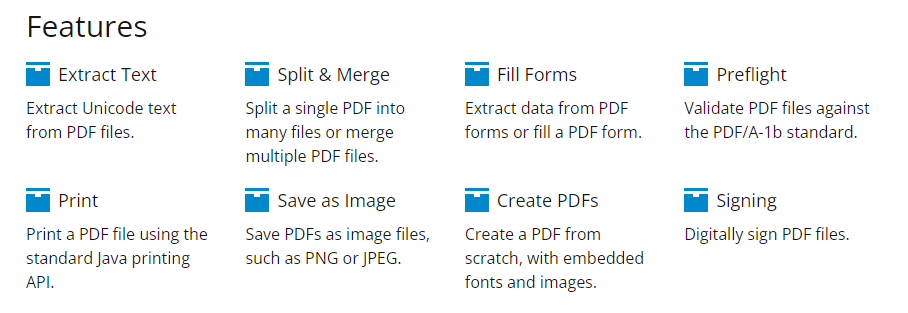 Features
Extract Text
Extract Unicode text
from PDF files.
Split & Merge
Split a single PDF into
many files or merge
multiple PDF files.
Fill Forms
Extract data from PDF
forms or fill a PDF form.
Preflight
Validate PDF files against
the PDF/A-1b standard.
Print
Print a PDF file using the
standard Java printing
API.
Save as Image
Save PDFs as image files,
such as PNG or JPEG.
Create PDFs
Create a PDF from
scratch, with embedded
fonts and images.
Signing
Digitally sign PDF files.